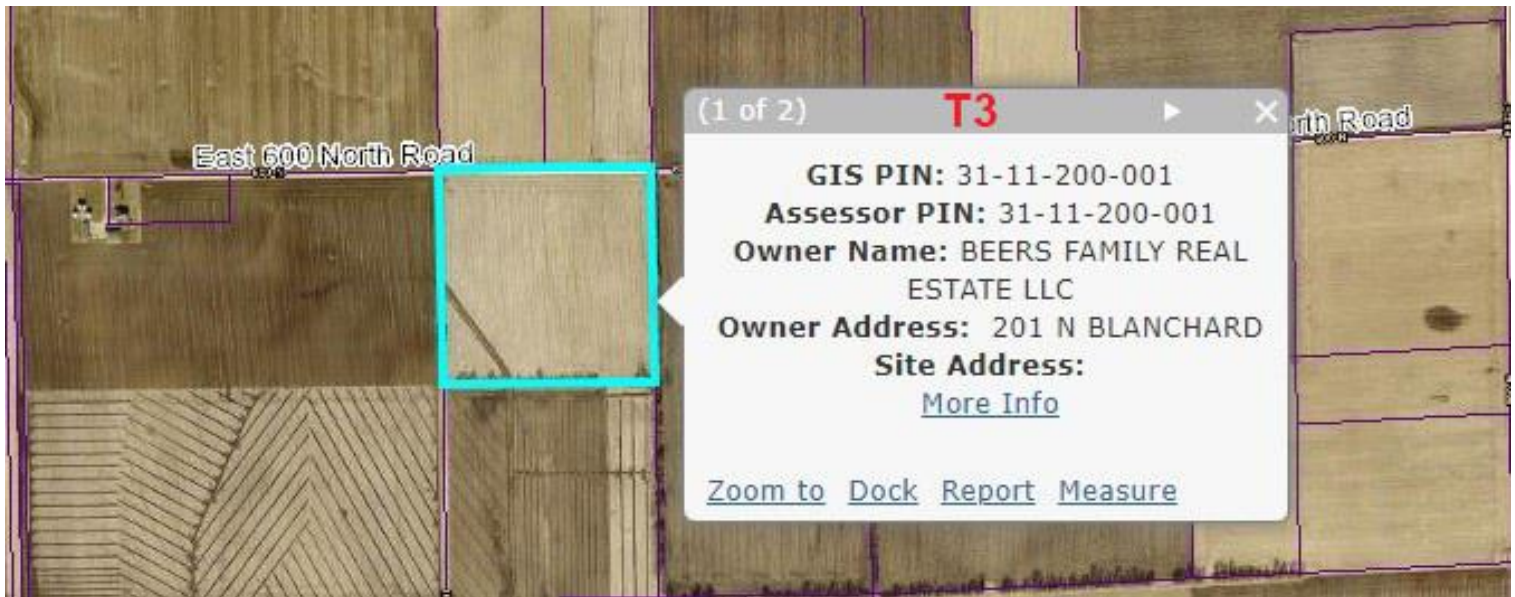 (1 of 2) T3
East 600 North Road
rth Road
GIS PIN: 31-11-200-001
Assessor PIN: 31-11-200-001
Owner Name: BEERS FAMILY REAL
ESTATE LLC
Owner Address: 201 N BLANCHARD
Site Address:
More Info
Zoom to Dock Report Measure